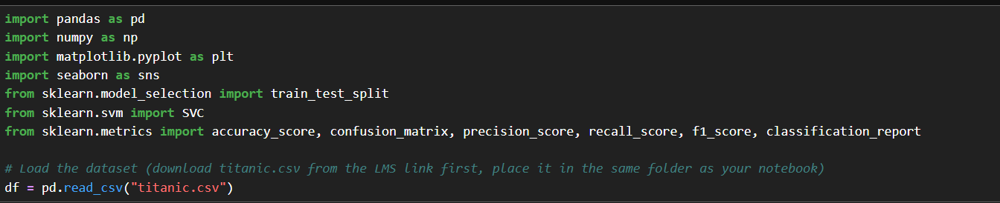 import pandas as pd
import numpy as np
import matplotlib.pyplot as plt
import seaborn as sns
from sklearn.model_selection import train_test_split
from sklearn.svm import SVC
from sklearn.metrics import accuracy_score, confusion_matrix, precision_score, recall_score, f1_score, classification_report
# Load the dataset (download titanic.csv from the LMS link first, place it in the same folder as your notebook)
df = pd.read_csv("titanic.csv")